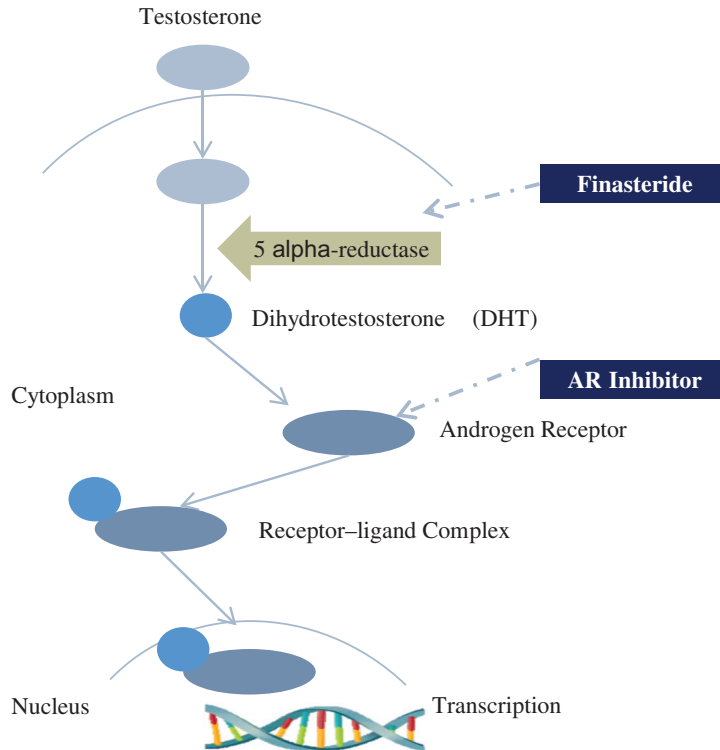 Testosterone
Finasteride
5 alpha-reductase
Dihydrotestosterone (DHT)
AR Inhibitor
Cytoplasm
Androgen Receptor
Receptor–ligand Complex
Nucleus
Transcription